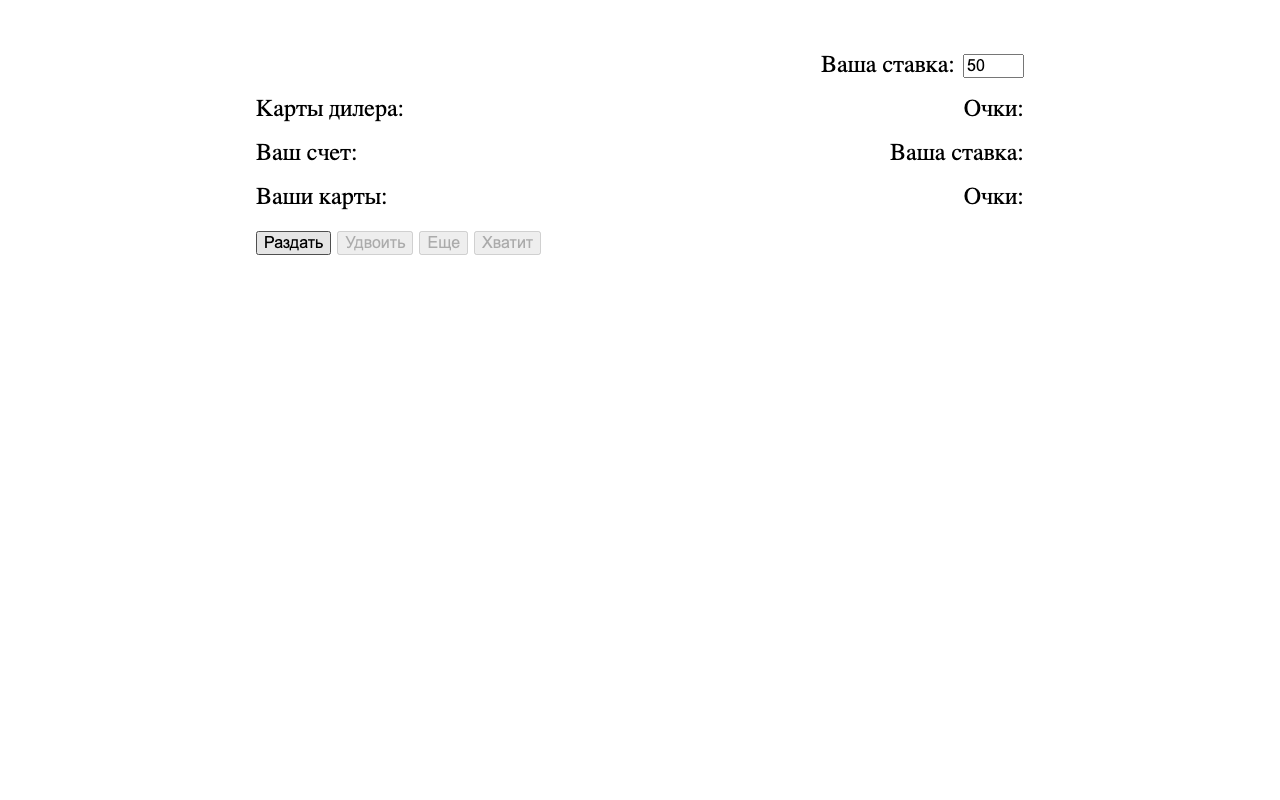 Ваша ставка: 50
Карты дилера: Очки:
Ваш счет: Ваша ставка:
Ваши карты: Очки:
Раздать Удвоить Еще Хватит